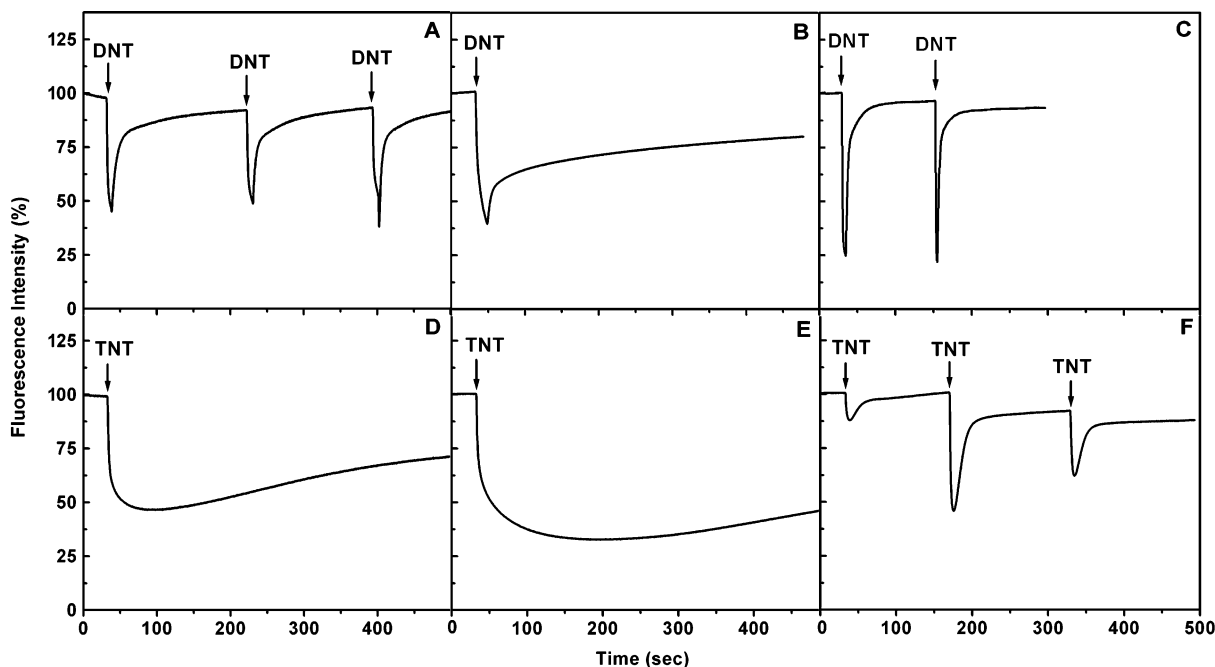 A
B
C
125
DNT
DNT
DNT
DNT
DNT
DNT
100
75
50
25
0
D
E
F
125
TNT
TNT
TNT
TNT
TNT
100
75
50
25
0
0 100 200 300 400
0 100 200 300 400
0 100 200 300 400 500
Fluorescence Intensity (%)
Time (sec)